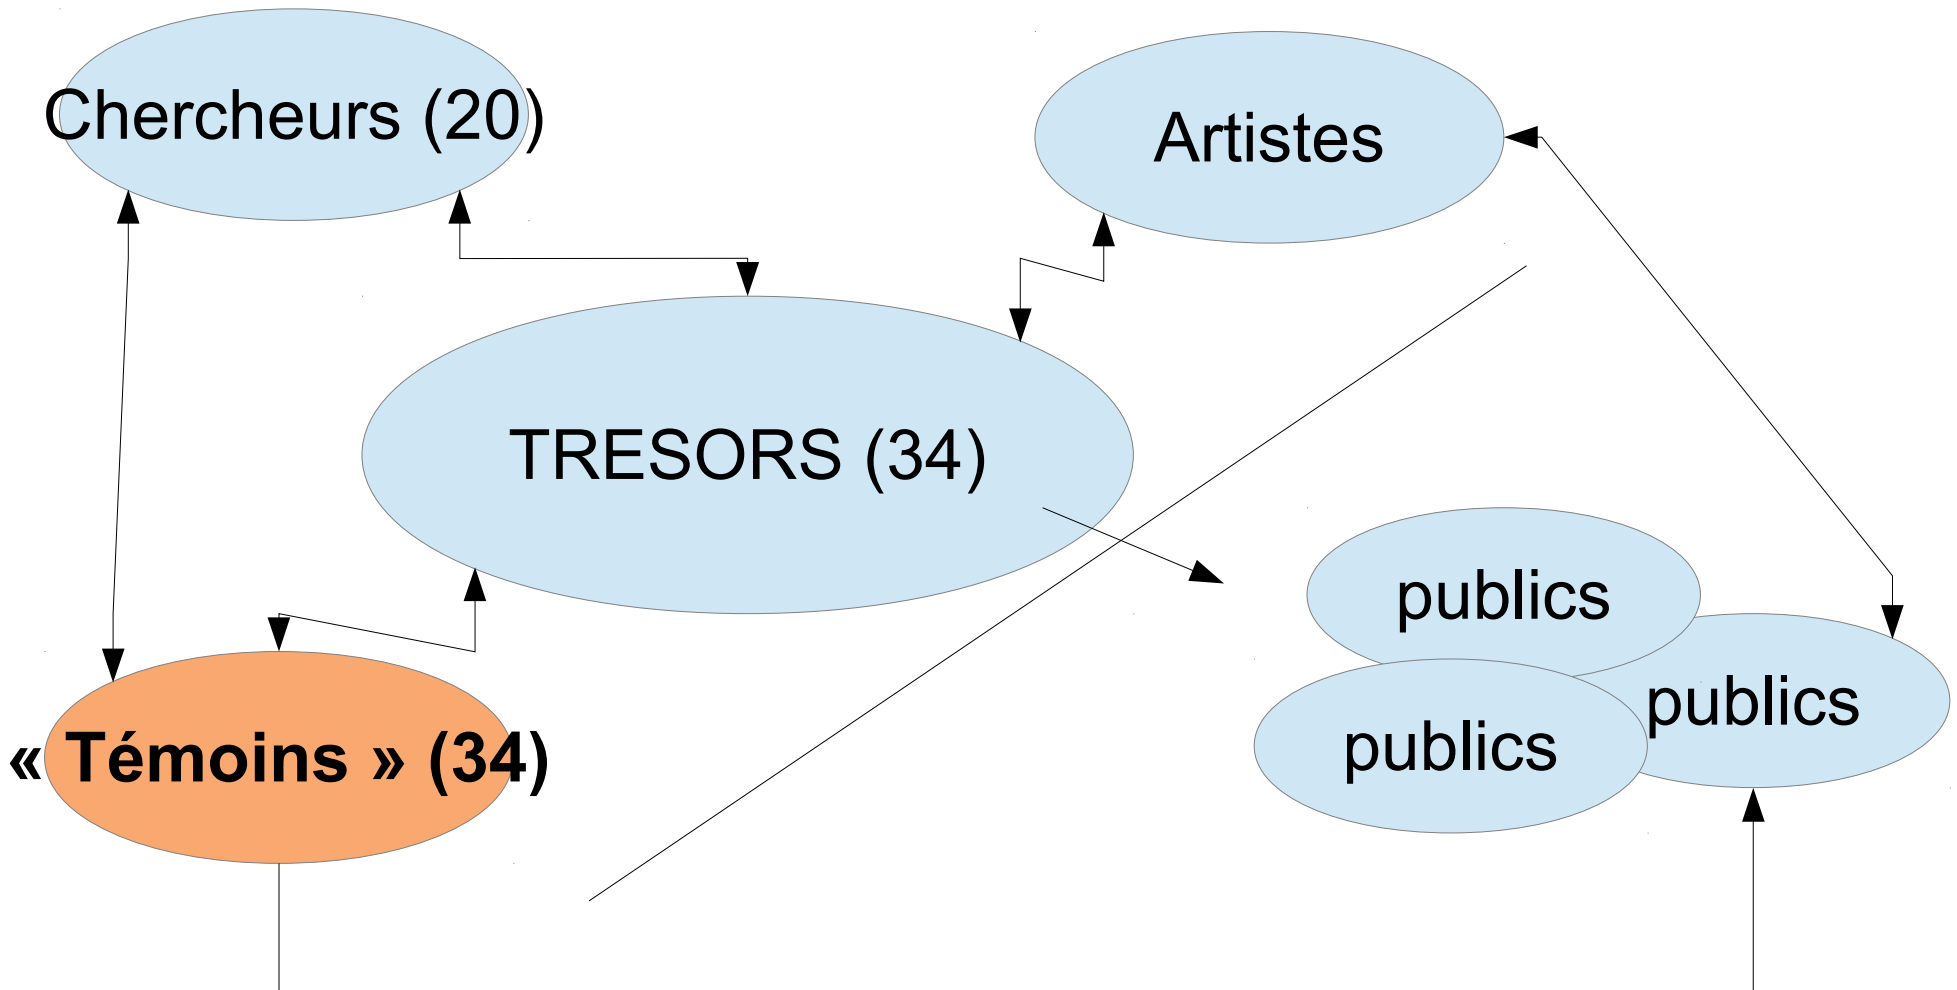 Chercheurs (20)
Artistes
TRESORS (34)
publics
publics
« Témoins » (34)
publics